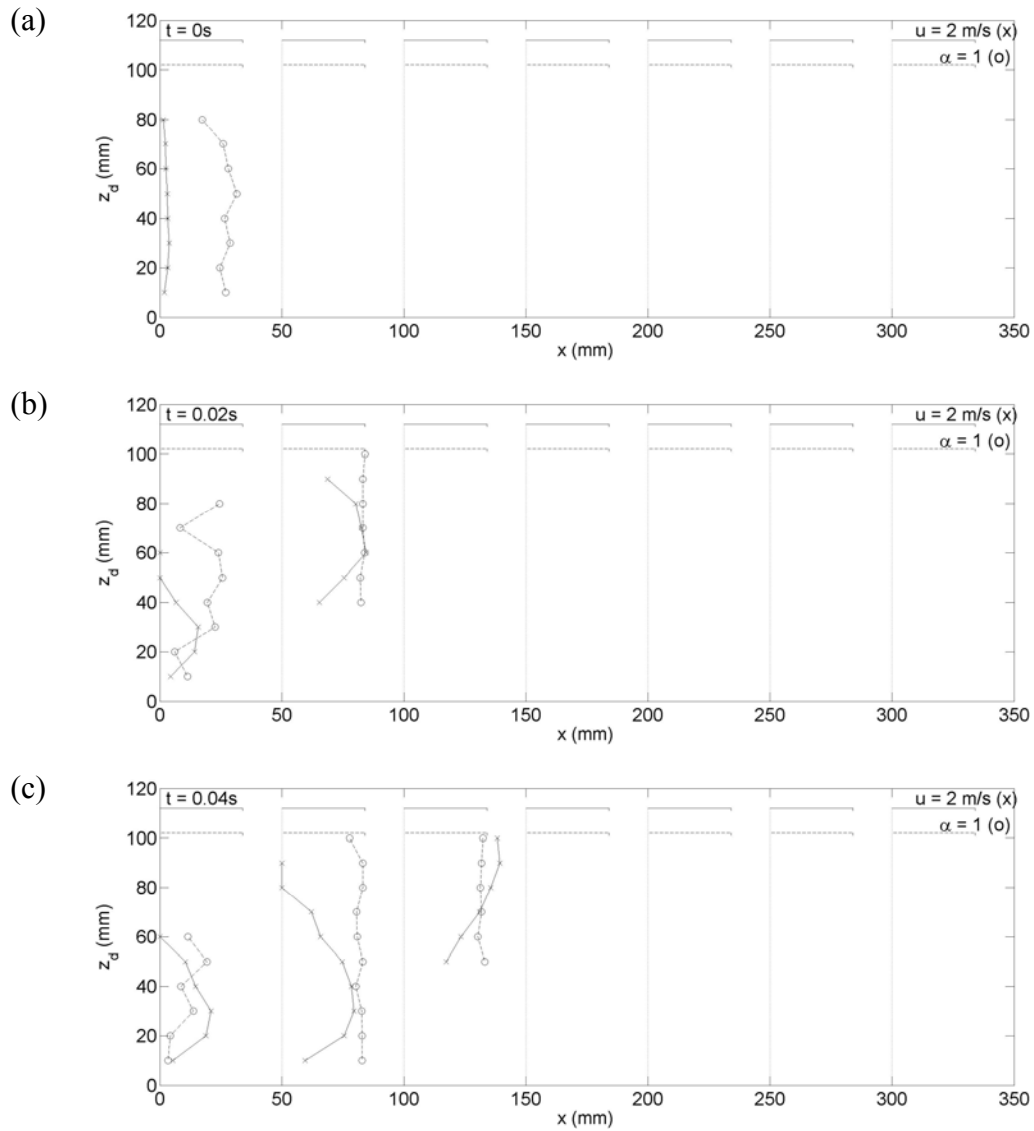 (a)
t = 0s
u = 2 m/s (x)
α = 1 (o)
120
100
80
60
40
20
0
z_d (mm)
0 50 100 150 200 250 300 350
x (mm)
(b)
t = 0.02s
u = 2 m/s (x)
α = 1 (o)
120
100
80
60
40
20
0
z_d (mm)
0 50 100 150 200 250 300 350
x (mm)
(c)
t = 0.04s
u = 2 m/s (x)
α = 1 (o)
120
100
80
60
40
20
0
z_d (mm)
0 50 100 150 200 250 300 350
x (mm)